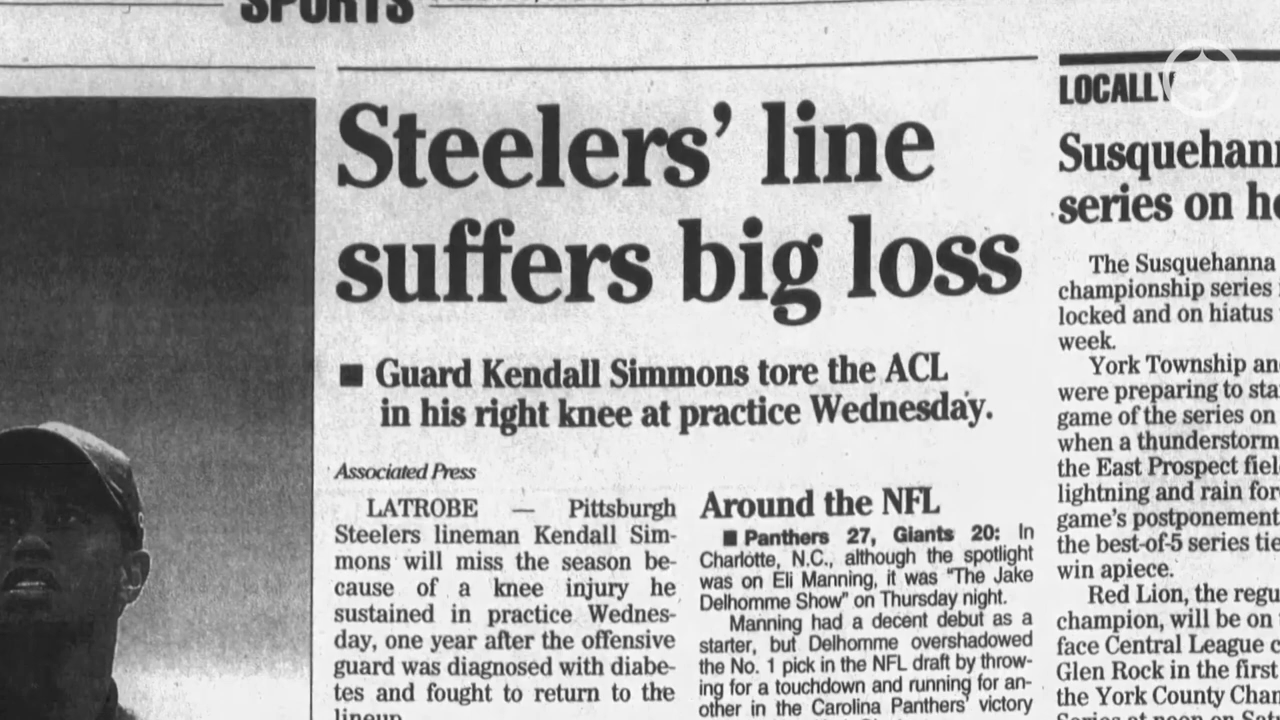 SPORTS
Steelers' line
suffers big loss
■ Guard Kendall Simmons tore the ACL
in his right knee at practice Wednesday.
Associated Press
LATROBE — Pittsburgh
Steelers lineman Kendall Sim-
mons will miss the season be-
cause of a knee injury he
sustained in practice Wednes-
day, one year after the offensive
guard was diagnosed with diabe-
tes and fought to return to the
lineup.
Around the NFL
■ Panthers 27, Giants 20: In
Charlotte, N.C., although the spotlight
was on Eli Manning, it was "The Jake
Delhomme Show" on Thursday night.
Manning had a decent debut as a
starter, but Delhomme overshadowed
the No. 1 pick in the NFL draft by throw-
ing for a touchdown and running for an-
other in the Carolina Panthers' victory
LOCALLY
Susquehann
series on
The Susquehanna
championship series
locked and on hiatus
week.
York Township an
were preparing to sta
game of the series on
when a thunderstorm
the East Prospect fiel
lightning and rain for
game's postponement
the best-of-5 series tie
win apiece.
Red Lion, the regu
champion, will be on
face Central League c
Glen Rock in the first
the York County Cham